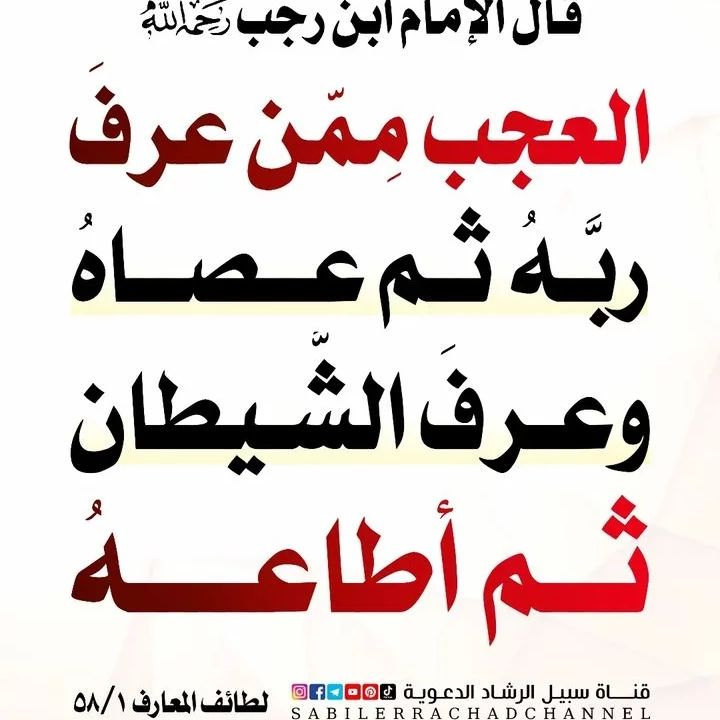 قال الإمام ابن رجب رحمه الله
العجب مِمّن عرفَ
ربَّهُ ثم عصاهُ
وعرفَ الشَّيطان
ثم أطاعهُ
قناة سبيل الرشاد الدعوية
SABILERRACHADCHANNEL
لطائف المعارف ٥٨/١